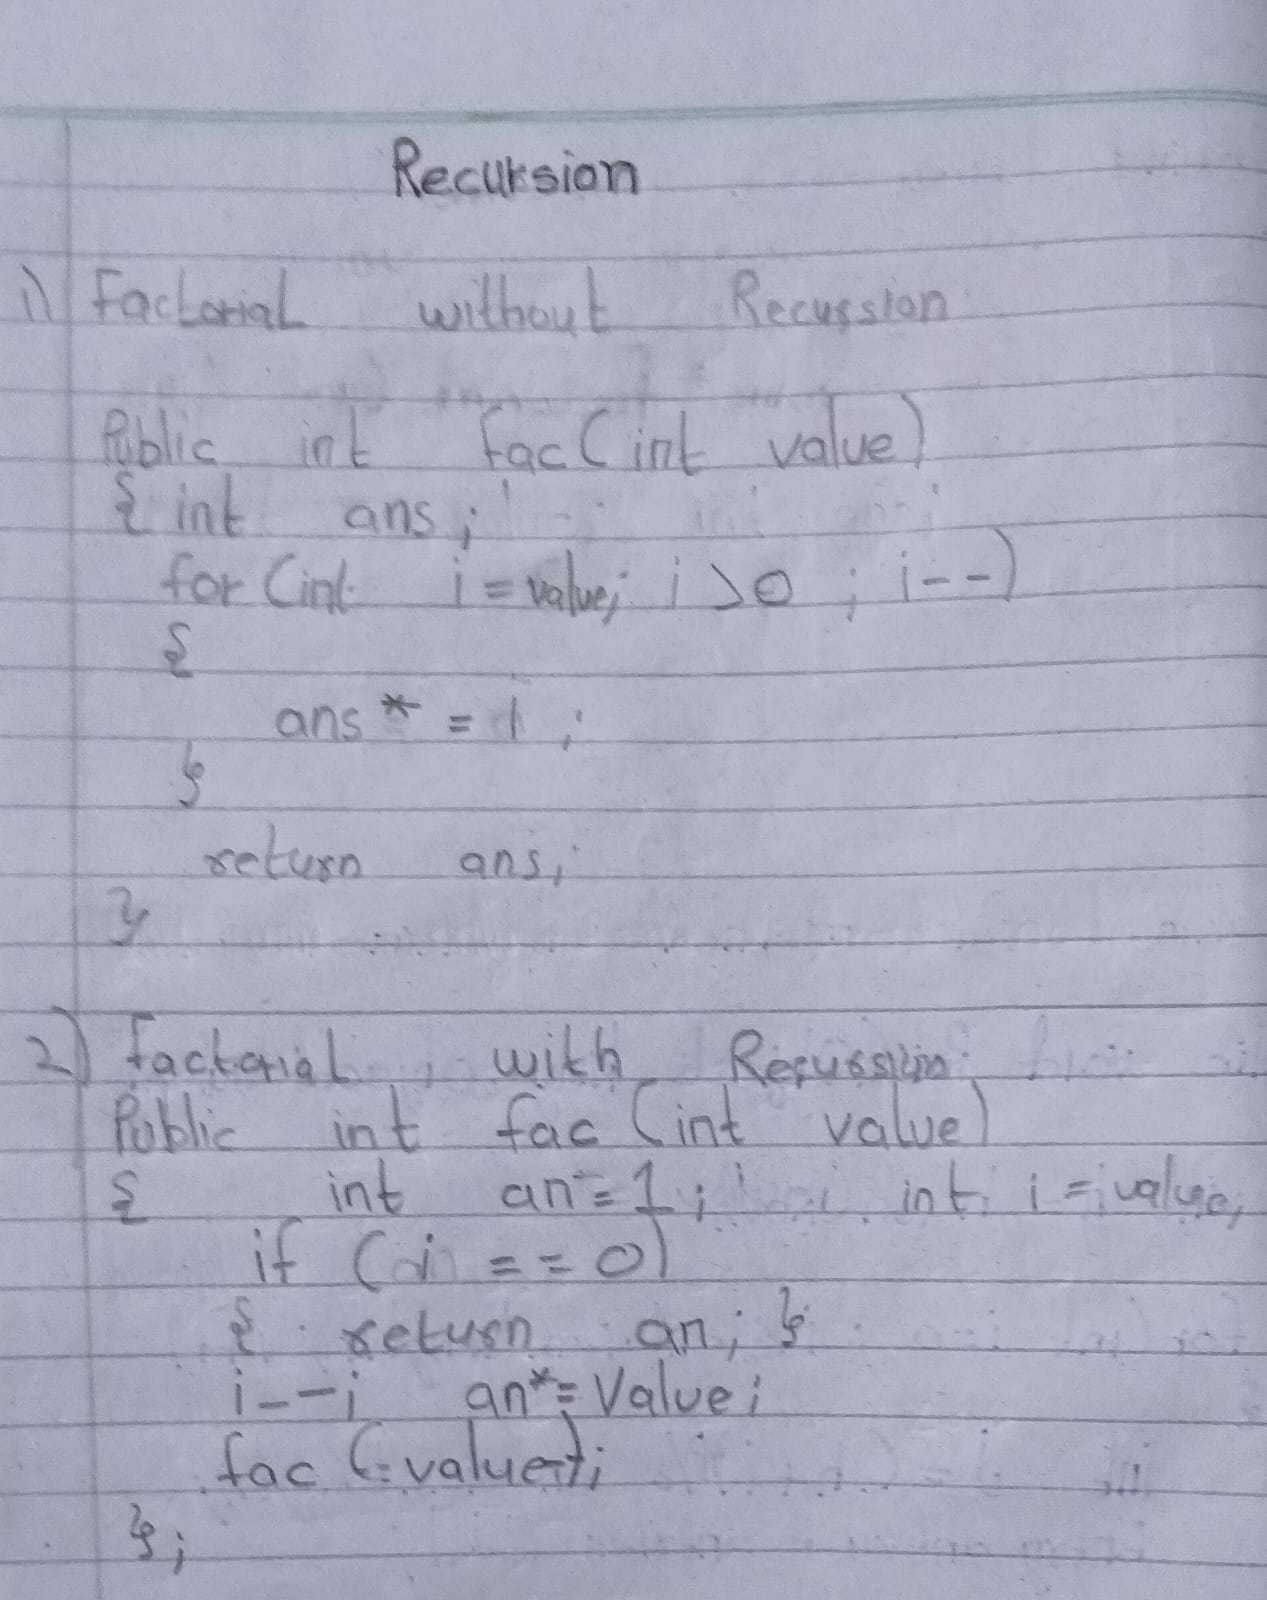 Recursion
1) Factorial without Recussion
Public int fac (int value)
{ int ans ;
for (int i = value; i > 0 ; i--)
{
ans * = 1 ;
}
return ans;
}
2) factorial with Recussion
Public int fac (int value)
{ int an = 1 ; int i = value;
if ( i == 0)
{ return an; }
i--; an*= Value;
fac ( value );
};